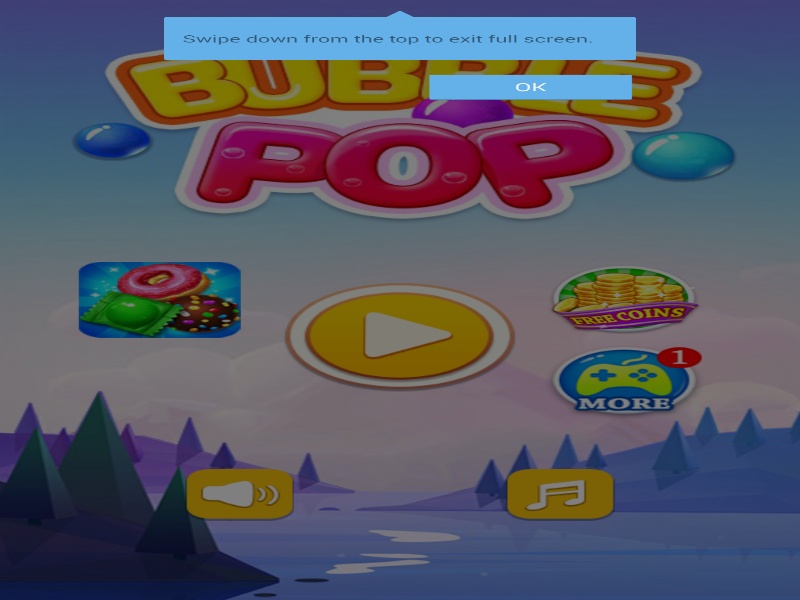 Swipe down from the top to exit full screen.
OK
BUBBLE
POP
FREE COINS
1
MORE